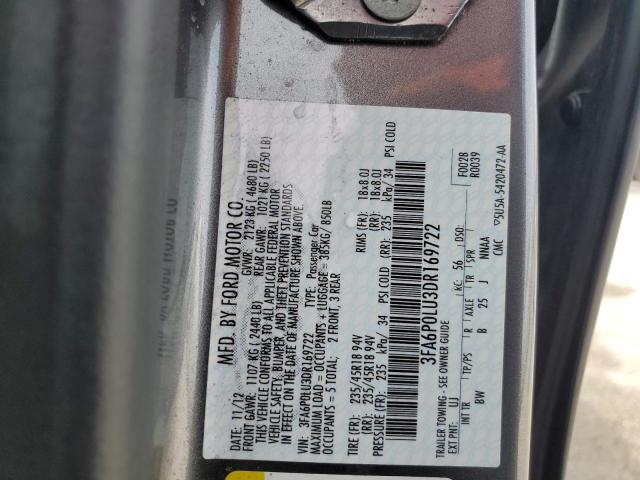 MFD. BY FORD MOTOR CO.
DATE: 11/12 GVWR: 2123 KG ( 4680 LB)
FRONT GAWR: 1107 KG ( 2440 LB) REAR GAWR: 1021 KG ( 2250 LB)
THIS VEHICLE CONFORMS TO ALL APPLICABLE FEDERAL MOTOR
VEHICLE SAFETY, BUMPER, AND THEFT PREVENTION STANDARDS
IN EFFECT ON THE DATE OF MANUFACTURE SHOWN ABOVE.
VIN: 3FA6P0LU3DR169722 TYPE: Passenger Car
MAXIMUM LOAD = OCCUPANTS + LUGGAGE = 385KG/ 850LB
OCCUPANTS = 5 TOTAL: 2 FRONT, 3 REAR
TIRE (FR): 235/45R18 94V RIMS (FR): 18x8.0J
(RR): 235/45R18 94V (RR): 18x8.0J
PRESSURE (FR): 235 kPa/ 34 PSI COLD (RR): 235 kPa/ 34 PSI COLD
3FA6P0LU3DR169722
TRAILER TOWING - SEE OWNER GUIDE
EXT PNT: UJ KC: 56 DSO: F0028
R0039
INT TR TP/PS R AXLE TR SPR
BW B 25 J NNAA
CMC 5U5A-5420472-AA